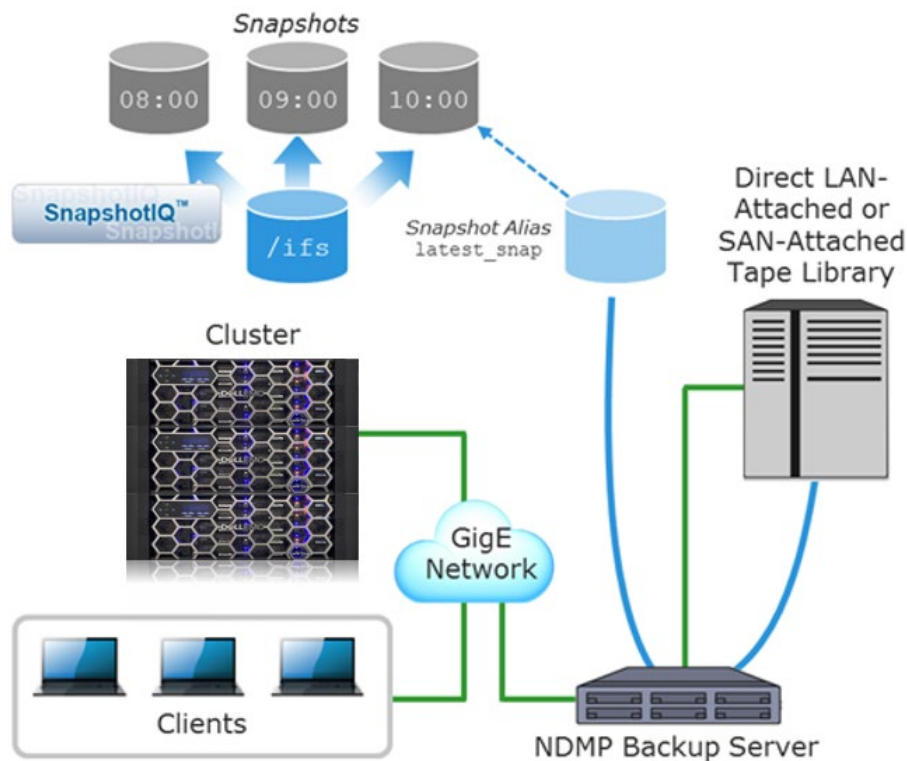 Snapshots
08:00
09:00
10:00
SnapshotIQ™
SnapshotIQ
/ifs
Snapshot Alias
latest_snap
Direct LAN-
Attached or
SAN-Attached
Tape Library
Cluster
GigE
Network
Clients
NDMP Backup Server